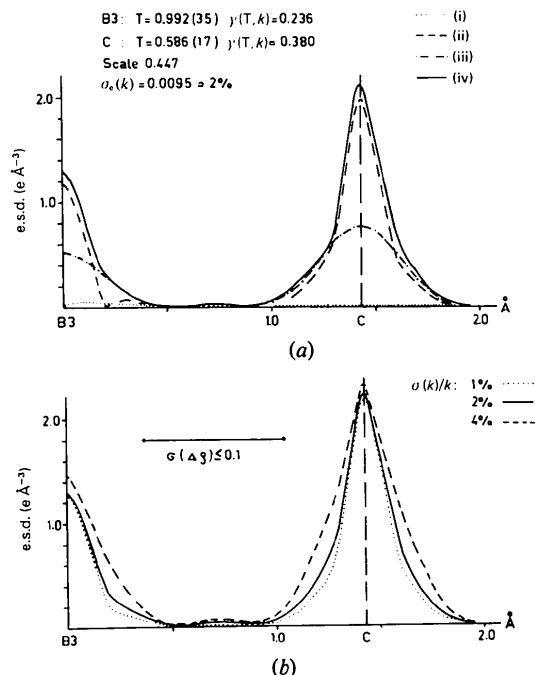 B3 : T = 0.992 (35) γ(T, k) = 0.236
C : T = 0.586 (17) γ(T, k) = 0.380
Scale 0.447
σₑ(k) = 0.0095 ≙ 2%
(i)
(ii)
(iii)
(iv)
2.0
1.0
e.s.d. (e Å⁻³)
B3
1.0
C
2.0
Å
(a)
σ(k)/k: 1%
2%
4%
σ(Δϱ) ≤ 0.1
2.0
1.0
e.s.d. (e Å⁻³)
B3
1.0
C
2.0
Å
(b)